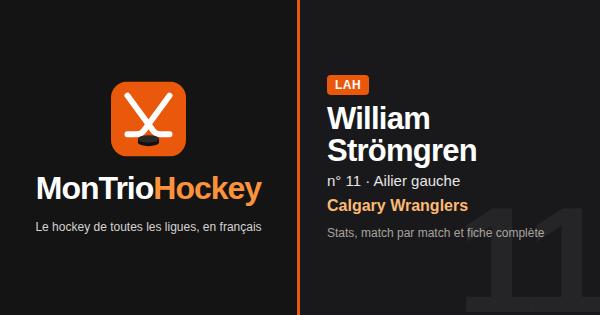 MonTrioHockey
Le hockey de toutes les ligues, en français
LAH
William
Strömgren
n° 11 · Ailier gauche
Calgary Wranglers
Stats, match par match et fiche complète
11